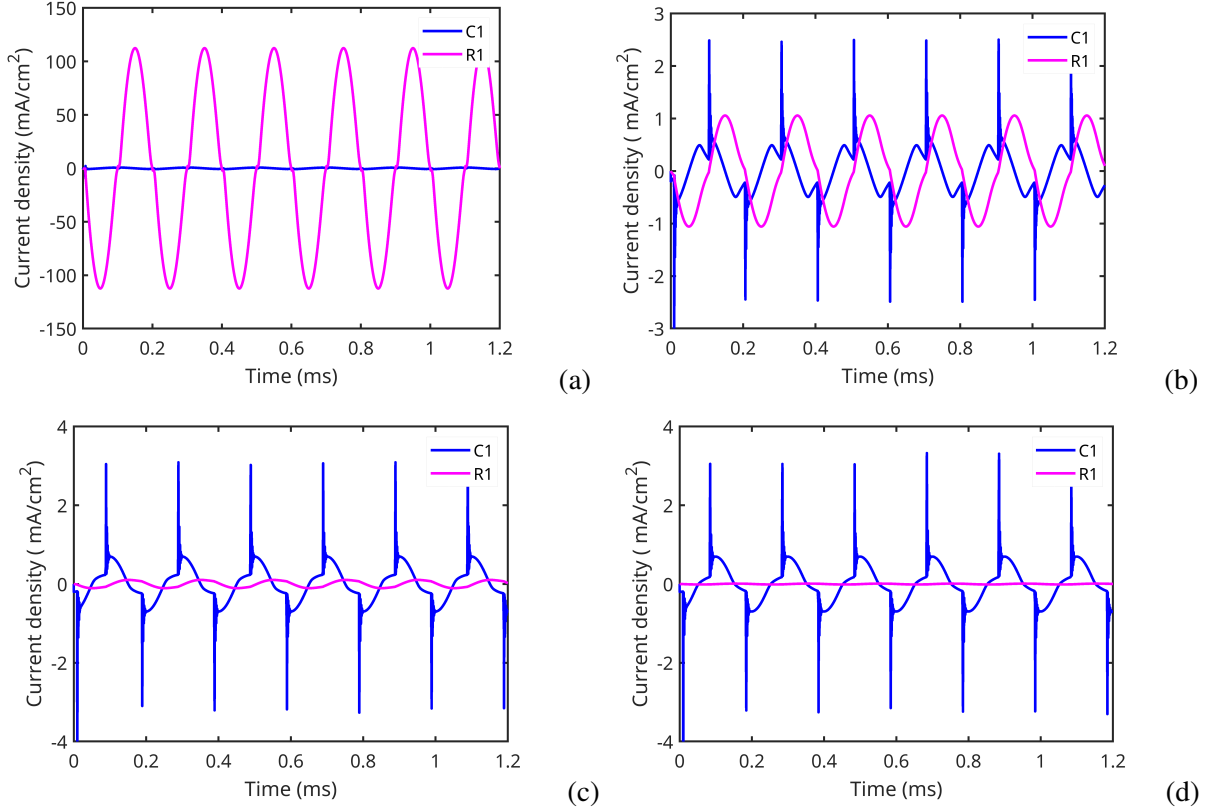 150
100
50
0
-50
-100
-150
Current density (mA/cm2)
C1
R1
0 0.2 0.4 0.6 0.8 1 1.2
Time (ms)
(a)
3
2
1
0
-1
-2
-3
Current density ( mA/cm2)
C1
R1
0 0.2 0.4 0.6 0.8 1 1.2
Time (ms)
(b)
4
2
0
-2
-4
Current density ( mA/cm2)
C1
R1
0 0.2 0.4 0.6 0.8 1 1.2
Time (ms)
(c)
4
2
0
-2
-4
Current density ( mA/cm2)
C1
R1
0 0.2 0.4 0.6 0.8 1 1.2
Time (ms)
(d)